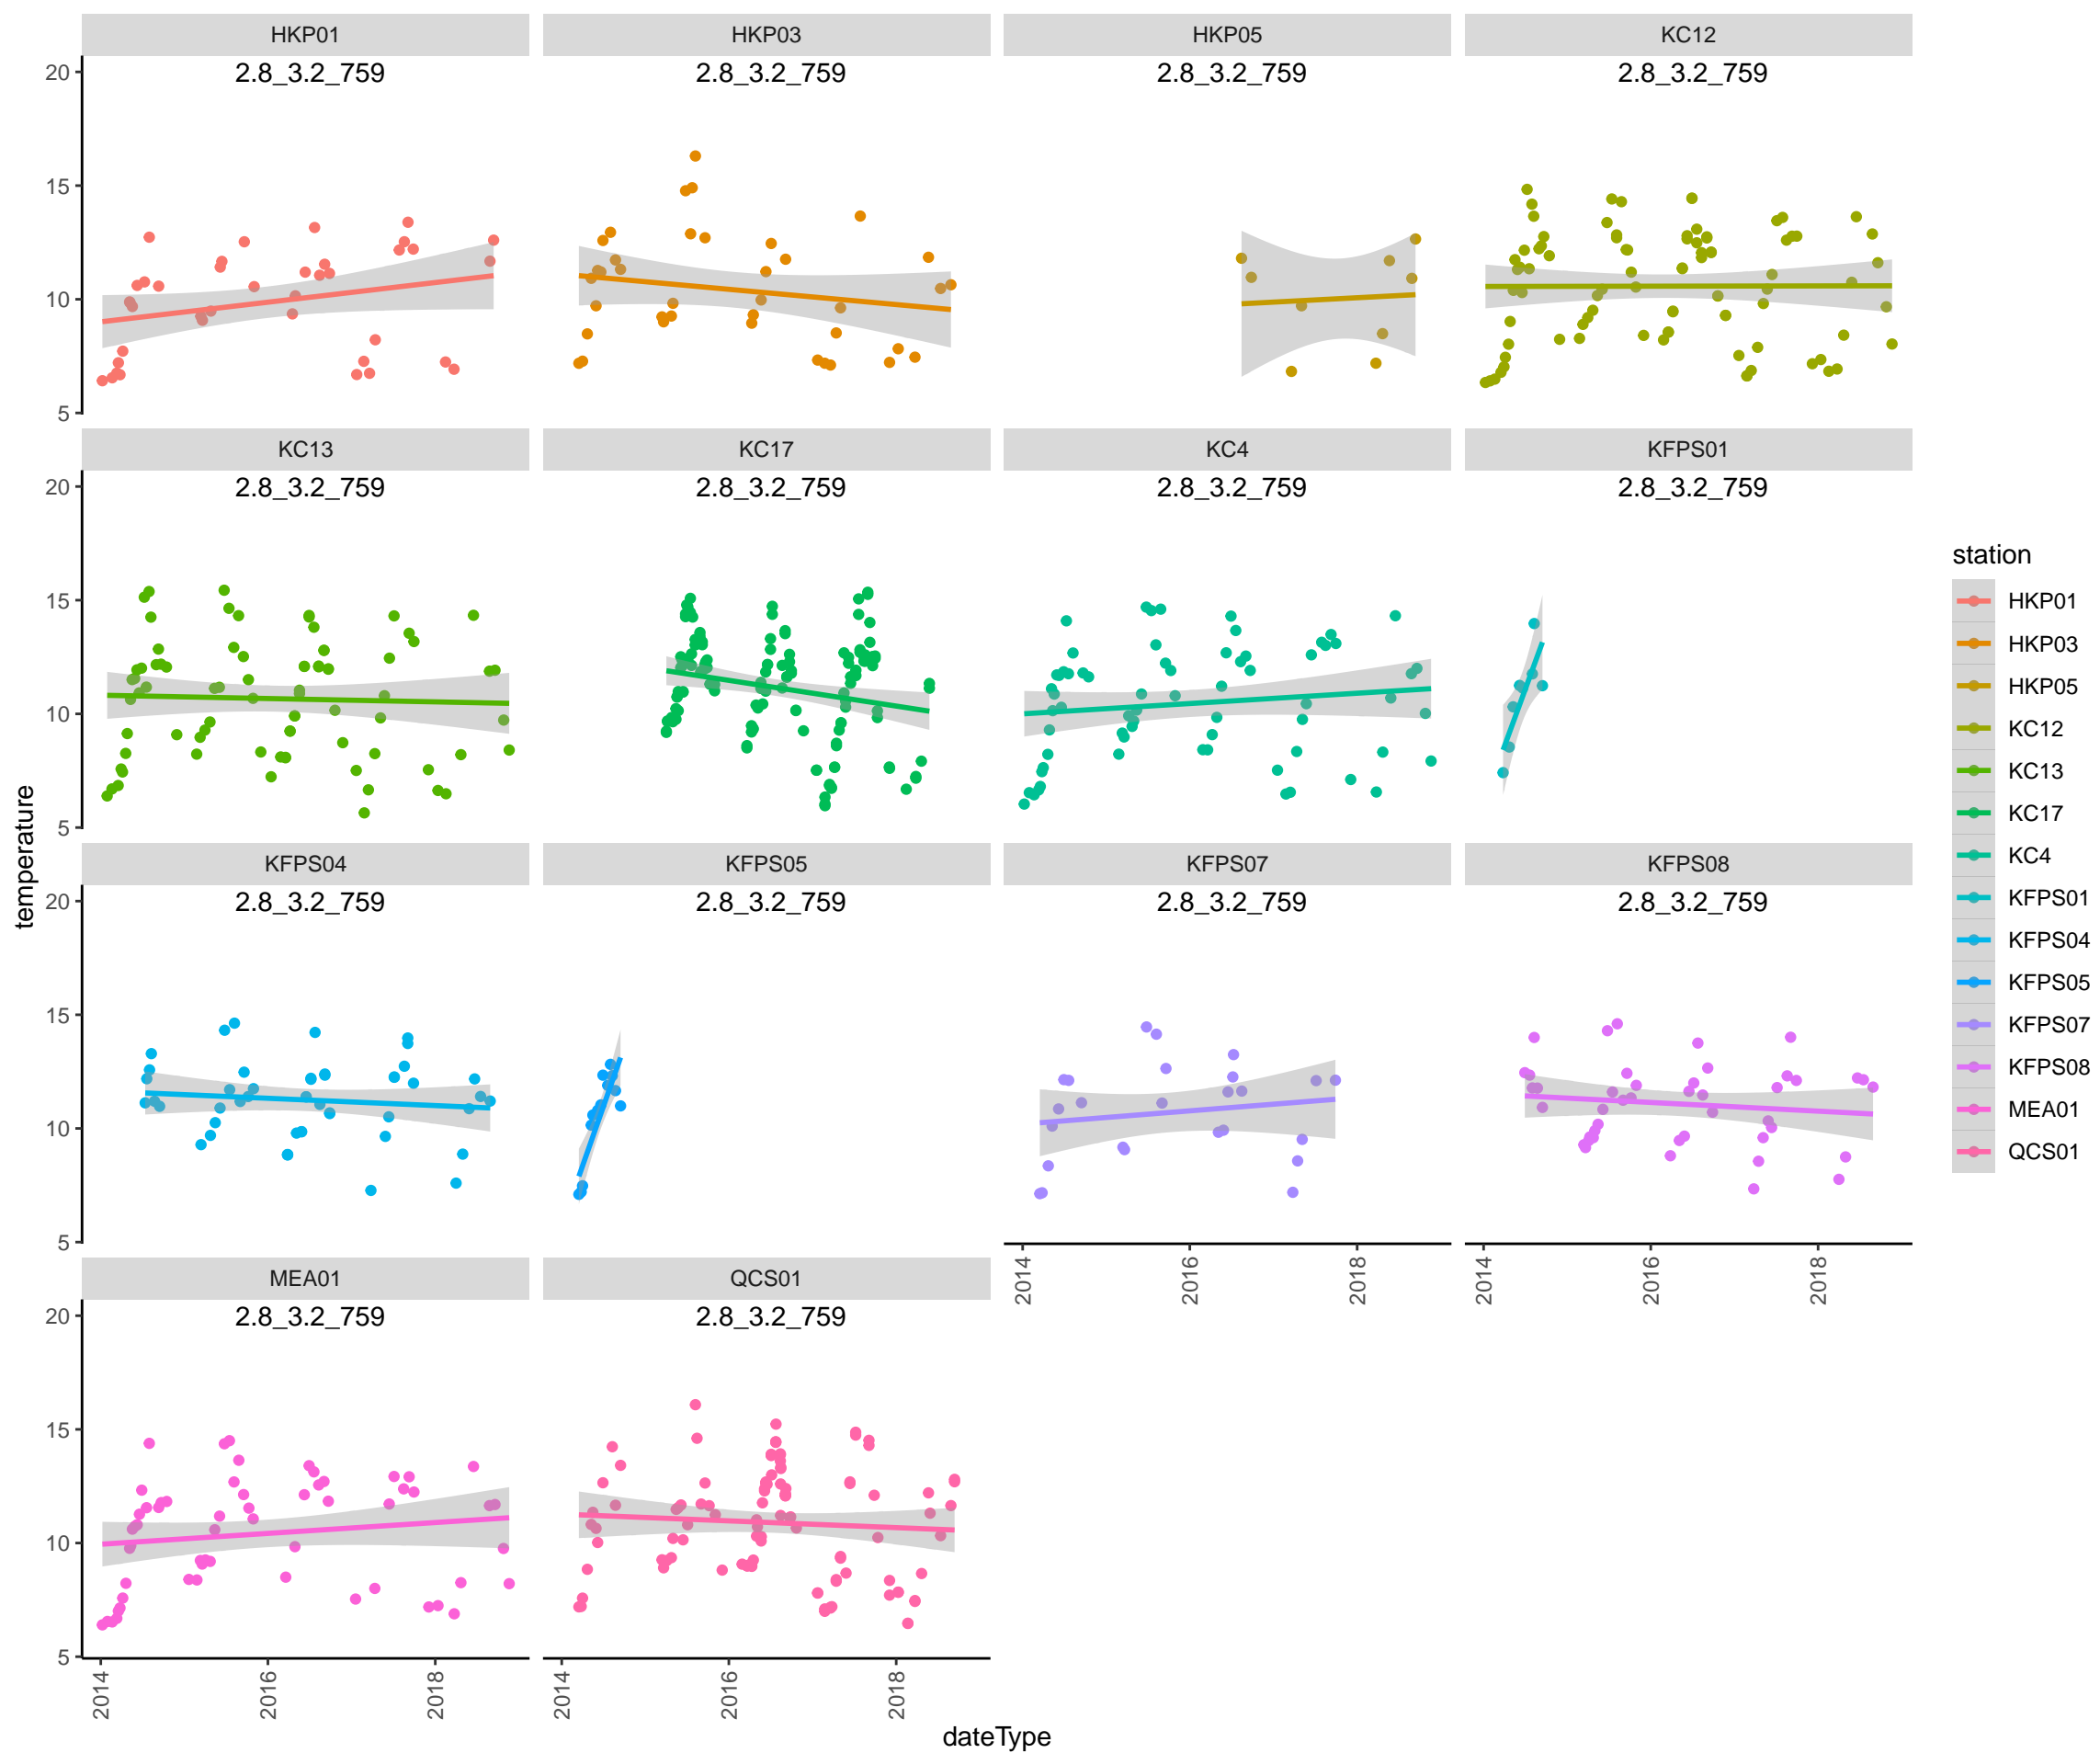 HKP01 HKP03 HKP05 KC12
2.8_3.2_759 2.8_3.2_759 2.8_3.2_759 2.8_3.2_759
20
15
10
5
KC13 KC17 KC4 KFPS01
2.8_3.2_759 2.8_3.2_759 2.8_3.2_759 2.8_3.2_759
20
15
10
5
KFPS04 KFPS05 KFPS07 KFPS08
2.8_3.2_759 2.8_3.2_759 2.8_3.2_759 2.8_3.2_759
20
15
10
5
2014 2016 2018 2014 2016 2018
MEA01 QCS01
2.8_3.2_759 2.8_3.2_759
20
15
10
5
2014 2016 2018 2014 2016 2018
temperature
dateType
station
HKP01
HKP03
HKP05
KC12
KC13
KC17
KC4
KFPS01
KFPS04
KFPS05
KFPS07
KFPS08
MEA01
QCS01